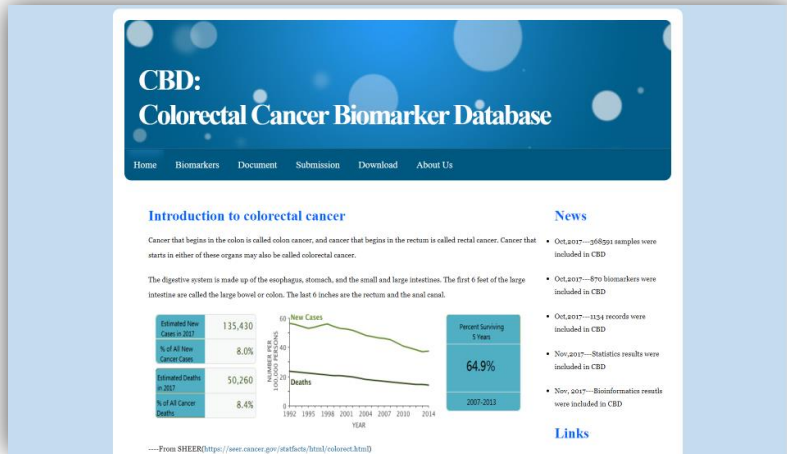 CBD:
Colorectal Cancer Biomarker Database
Home Biomarkers Document Submission Download About Us
Introduction to colorectal cancer
Cancer that begins in the colon is called colon cancer, and cancer that begins in the rectum is called rectal cancer. Cancer that
starts in either of these organs may also be called colorectal cancer.
The digestive system is made up of the esophagus, stomach, and the small and large intestines. The first 6 feet of the large
intestine are called the large bowel or colon. The last 6 inches are the rectum and the anal canal.
Estimated New
Cases in 2017
135,430
% of All New
Cancer Cases
8.0%
Estimated Deaths
in 2017
50,260
% of All Cancer
Deaths
8.4%
NUMBER PER
100,000 PERSONS
60
40
20
0
New Cases
Deaths
1992 1995 1998 2001 2004 2007 2010 2014
YEAR
Percent Surviving
5 Years
64.9%
2007-2013
----From SHEER(https://seer.cancer.gov/statfacts/html/colorect.html)
News
Oct,2017---368591 samples were
included in CBD
Oct,2017---870 biomarkers were
included in CBD
Oct,2017---1134 records were
included in CBD
Nov,2017---Statistics results were
included in CBD
Nov, 2017---Bioinformatics resutls
were included in CBD
Links